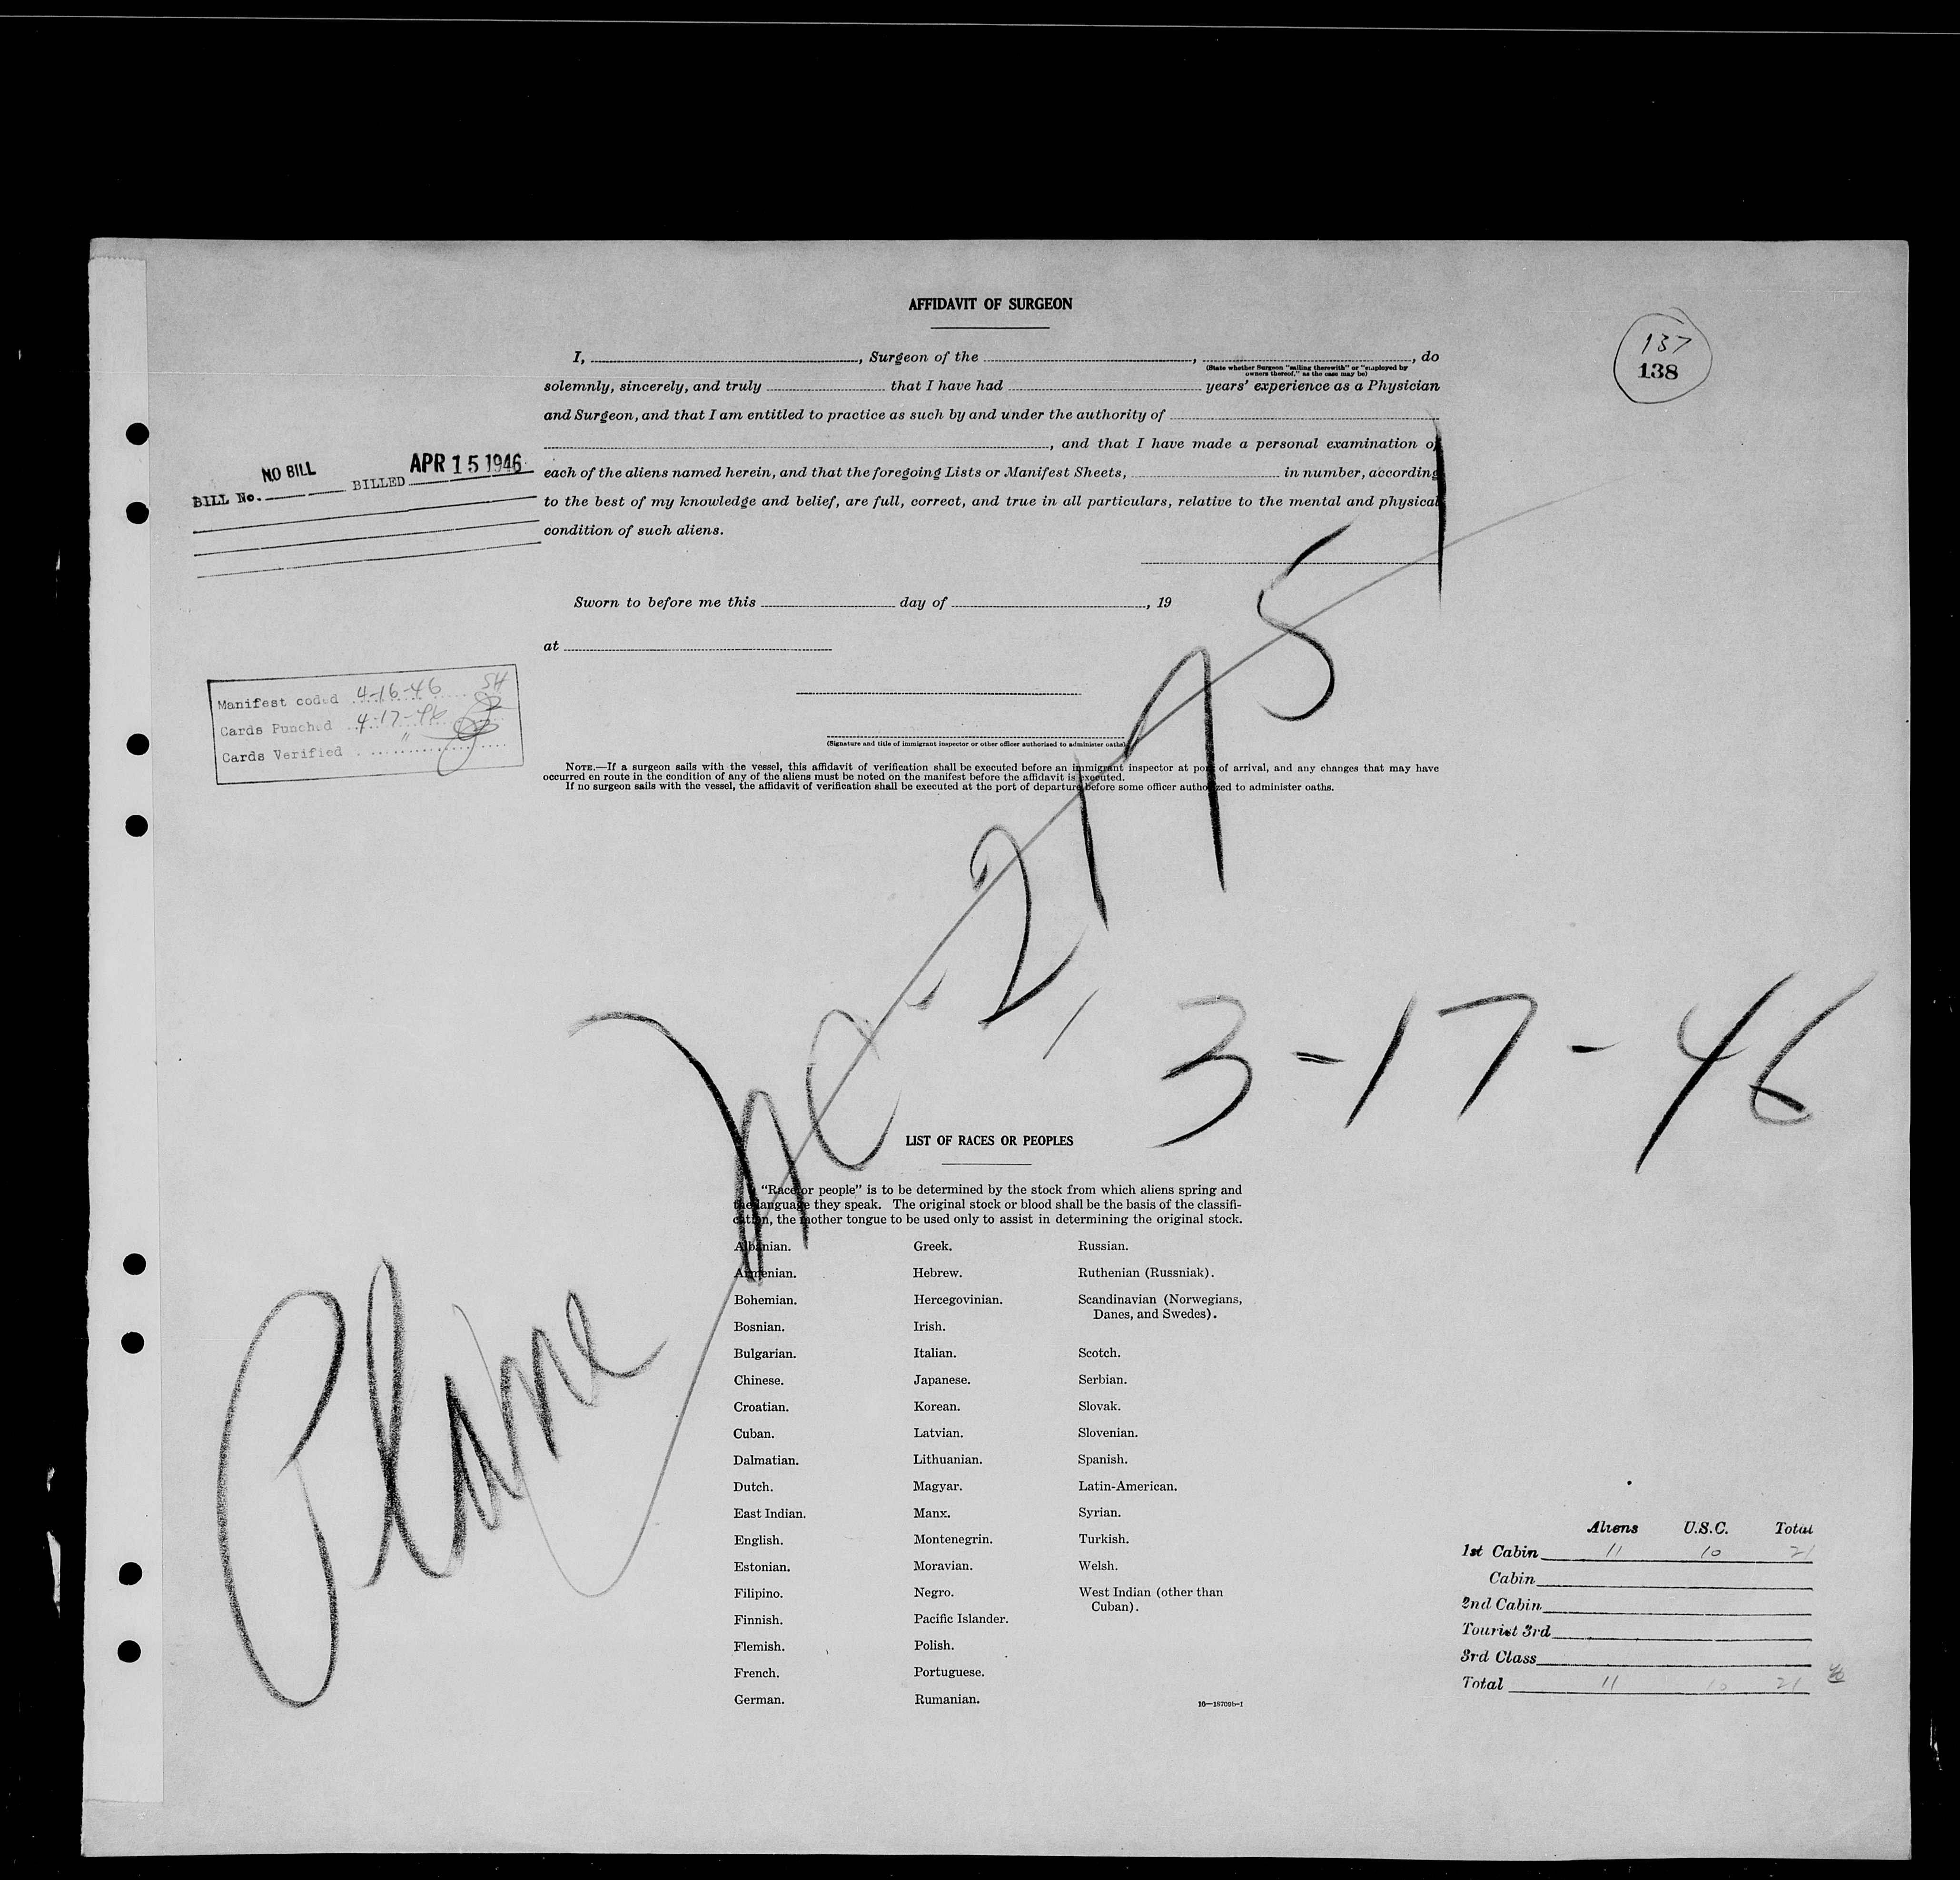 AFFIDAVIT OF SURGEON
137
138
I, , Surgeon of the , , do
(State whether Surgeon "sailing therewith" or "employed by
owners thereof," as the case may be)
solemnly, sincerely, and truly that I have had years' experience as a Physician
and Surgeon, and that I am entitled to practice as such by and under the authority of
, and that I have made a personal examination of
each of the aliens named herein, and that the foregoing Lists or Manifest Sheets, in number, according
to the best of my knowledge and belief, are full, correct, and true in all particulars, relative to the mental and physical
condition of such aliens.
NO BILL APR 15 1946
BILL No. BILLED
Sworn to before me this day of , 19
at
Manifest coded 4-16-46 SH
Cards Punched 4-17-46
Cards Verified "
(Signature and title of immigrant inspector or other officer authorized to administer oaths)
NOTE.—If a surgeon sails with the vessel, this affidavit of verification shall be executed before an immigrant inspector at port of arrival, and any changes that may have
occurred en route in the condition of any of the aliens must be noted on the manifest before the affidavit is executed.
If no surgeon sails with the vessel, the affidavit of verification shall be executed at the port of departure before some officer authorized to administer oaths.
Plane
3-17-46
LIST OF RACES OR PEOPLES
"Race or people" is to be determined by the stock from which aliens spring and
the language they speak. The original stock or blood shall be the basis of the classifi-
cation, the mother tongue to be used only to assist in determining the original stock.
Albanian.
Armenian.
Bohemian.
Bosnian.
Bulgarian.
Chinese.
Croatian.
Cuban.
Dalmatian.
Dutch.
East Indian.
English.
Estonian.
Filipino.
Finnish.
Flemish.
French.
German.
Greek.
Hebrew.
Hercegovinian.
Irish.
Italian.
Japanese.
Korean.
Latvian.
Lithuanian.
Magyar.
Manx.
Montenegrin.
Moravian.
Negro.
Pacific Islander.
Polish.
Portuguese.
Rumanian.
Russian.
Ruthenian (Russniak).
Scandinavian (Norwegians,
Danes, and Swedes).
Scotch.
Serbian.
Slovak.
Slovenian.
Spanish.
Latin-American.
Syrian.
Turkish.
Welsh.
West Indian (other than
Cuban).
16—18709b-1
Aliens U.S.C. Total
1st Cabin 11 10 21
Cabin
2nd Cabin
Tourist 3rd
3rd Class
Total 11 10 21